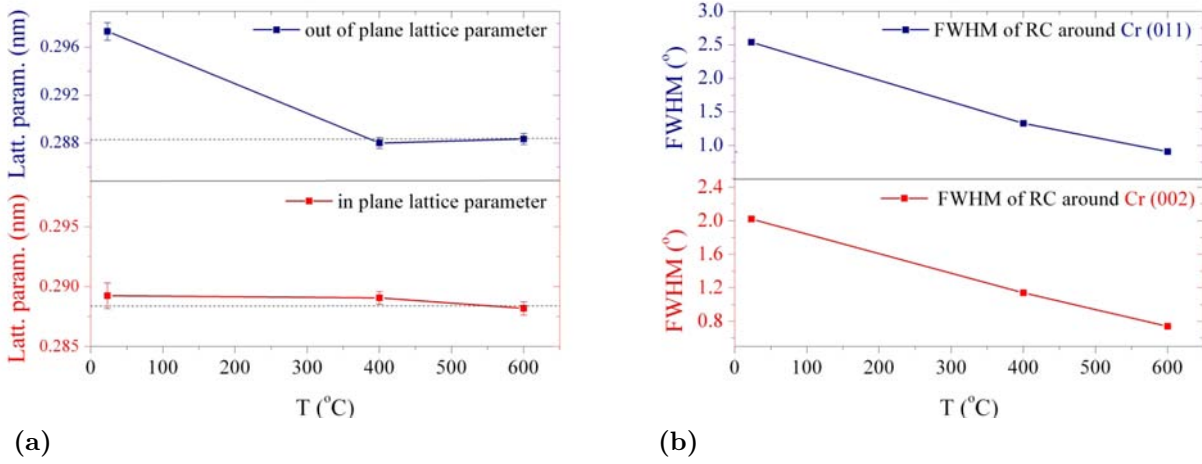 Latt. param. (nm)
0.296
0.292
0.288
out of plane lattice parameter
Latt. param. (nm)
0.295
0.290
0.285
in plane lattice parameter
0 100 200 300 400 500 600
T (°C)
(a)
FWHM (°)
3.0
2.5
2.0
1.5
1.0
FWHM of RC around Cr (011)
FWHM (°)
2.4
2.0
1.6
1.2
0.8
FWHM of RC around Cr (002)
0 100 200 300 400 500 600
T (°C)
(b)